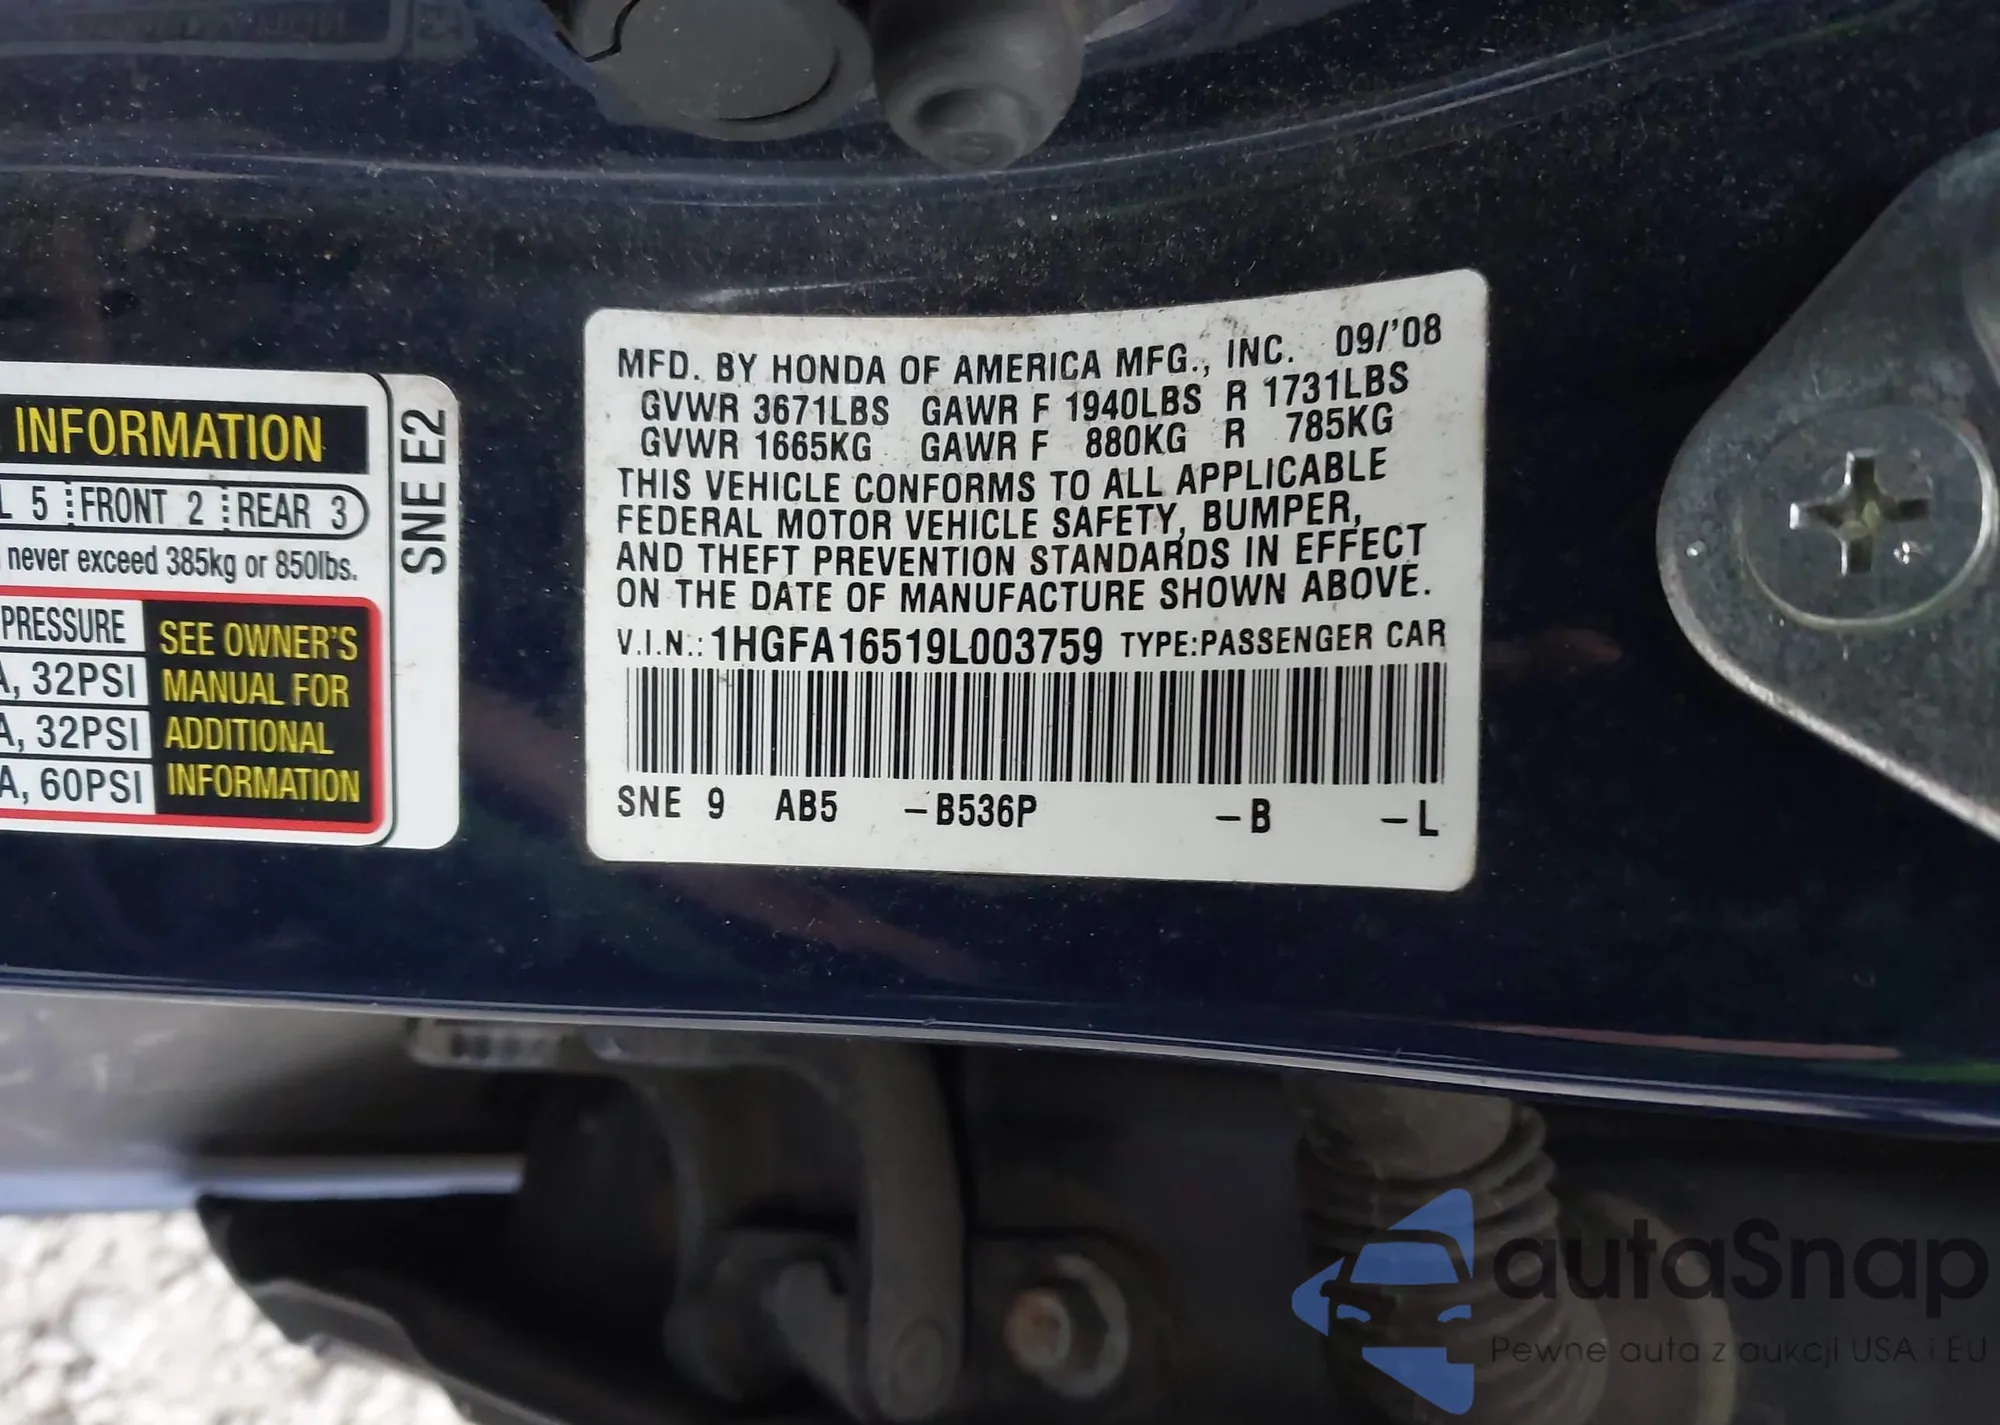 INFORMATION
L 5 FRONT 2 REAR 3
never exceed 385kg or 850lbs.
PRESSURE
A, 32PSI
A, 32PSI
A, 60PSI
SEE OWNER'S
MANUAL FOR
ADDITIONAL
INFORMATION
SNE E2
MFD. BY HONDA OF AMERICA MFG., INC. 09/'08
GVWR 3671LBS GAWR F 1940LBS R 1731LBS
GVWR 1665KG GAWR F 880KG R 785KG
THIS VEHICLE CONFORMS TO ALL APPLICABLE
FEDERAL MOTOR VEHICLE SAFETY, BUMPER,
AND THEFT PREVENTION STANDARDS IN EFFECT
ON THE DATE OF MANUFACTURE SHOWN ABOVE.
V.I.N.: 1HGFA16519L003759 TYPE:PASSENGER CAR
SNE 9 AB5 -B536P -B -L
autaSnap
Pewne auta z aukcji USA i EU